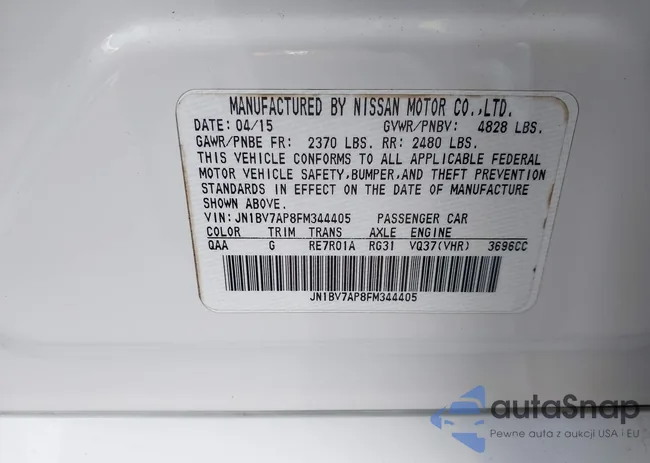 MANUFACTURED BY NISSAN MOTOR CO.,LTD.
DATE: 04/15 GVWR/PNBV: 4828 LBS.
GAWR/PNBE FR: 2370 LBS. RR: 2480 LBS.
THIS VEHICLE CONFORMS TO ALL APPLICABLE FEDERAL
MOTOR VEHICLE SAFETY,BUMPER,AND THEFT PREVENTION
STANDARDS IN EFFECT ON THE DATE OF MANUFACTURE
SHOWN ABOVE.
VIN: JN1BV7AP8FM344405 PASSENGER CAR
COLOR TRIM TRANS AXLE ENGINE
QAA G RE7R01A RG31 VQ37(VHR) 3696CC
JN1BV7AP8FM344405
autoSnap
Pewne auta z aukcji USA i EU